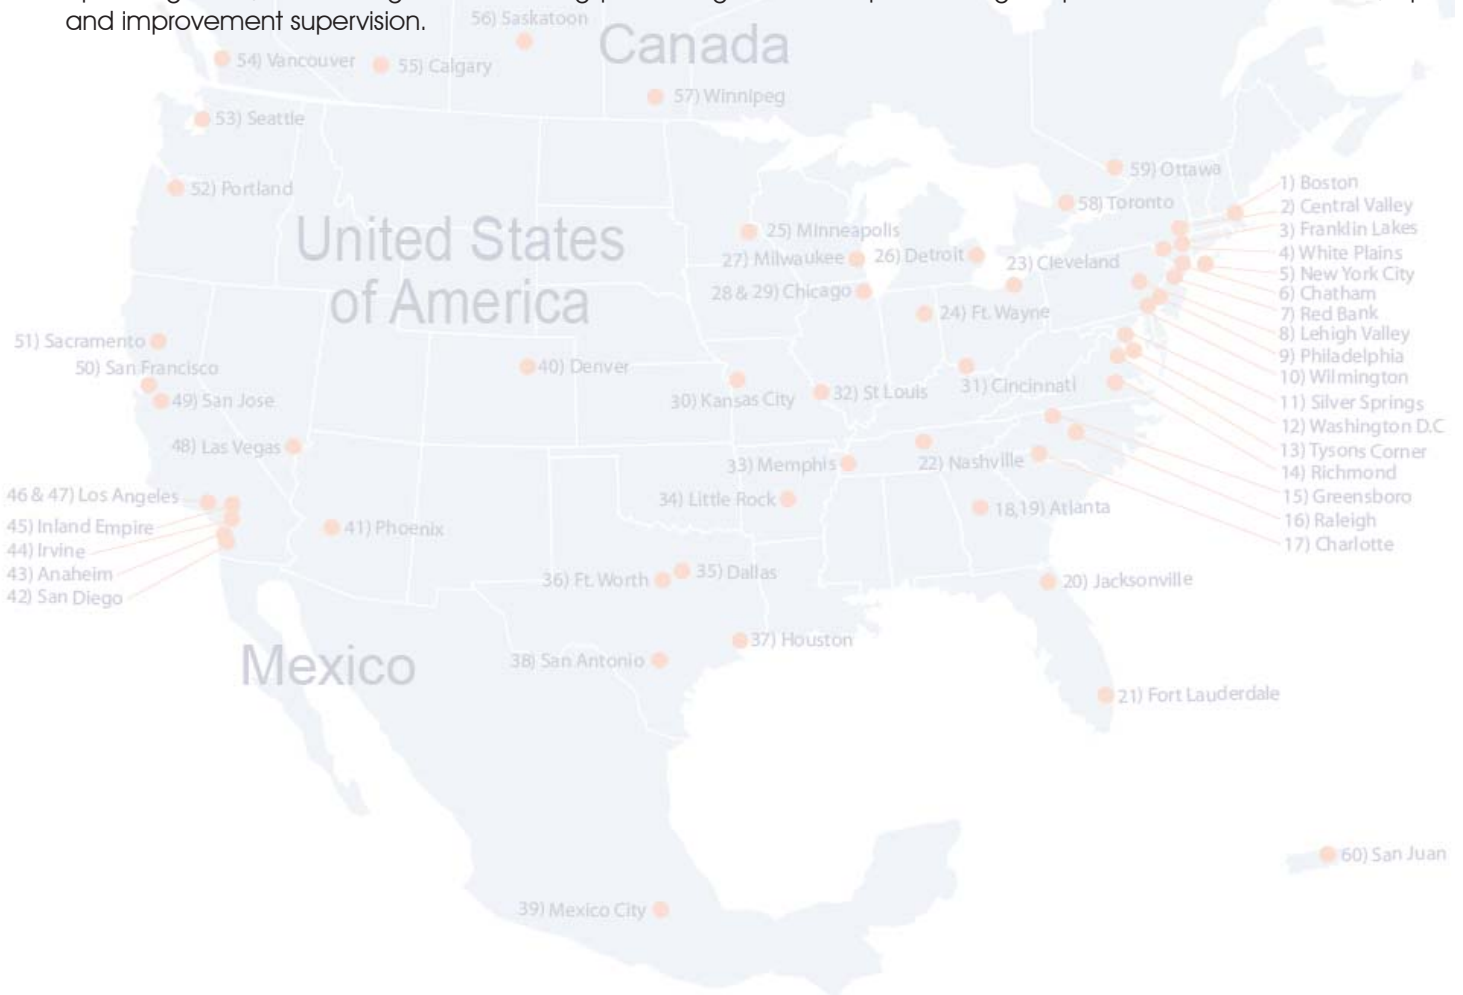 and improvement supervision.
56) Saskatoon
Canada
54) Vancouver
55) Calgary
57) Winnipeg
53) Seattle
59) Ottawa
52) Portland
58) Toronto
1) Boston
2) Central Valley
3) Franklin Lakes
4) White Plains
5) New York City
6) Chatham
7) Red Bank
8) Lehigh Valley
9) Philadelphia
10) Wilmington
11) Silver Springs
12) Washington D.C
13) Tysons Corner
14) Richmond
15) Greensboro
16) Raleigh
17) Charlotte
United States
of America
25) Minneapolis
27) Milwaukee
26) Detroit
23) Cleveland
28 & 29) Chicago
24) Ft. Wayne
51) Sacramento
50) San Francisco
49) San Jose
40) Denver
30) Kansas City
32) St Louis
31) Cincinnati
48) Las Vegas
33) Memphis
22) Nashville
34) Little Rock
18,19) Atlanta
46 & 47) Los Angeles
45) Inland Empire
44) Irvine
43) Anaheim
42) San Diego
41) Phoenix
36) Ft. Worth
35) Dallas
20) Jacksonville
37) Houston
38) San Antonio
Mexico
21) Fort Lauderdale
60) San Juan
39) Mexico City